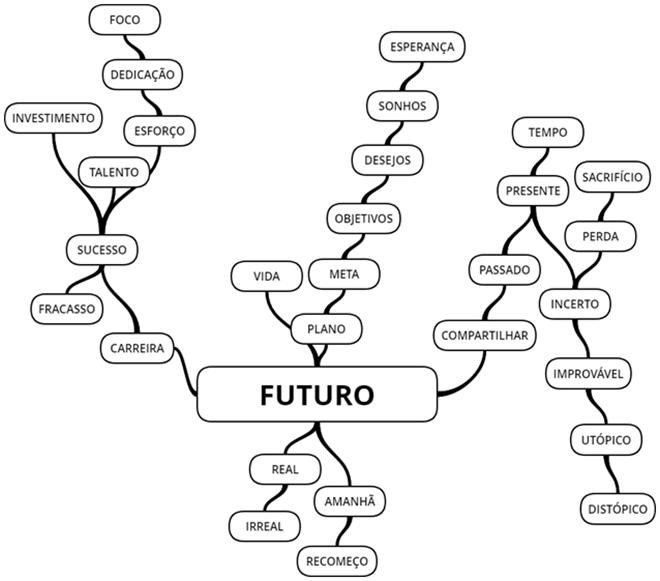 FOCO
ESPERANÇA
DEDICAÇÃO
SONHOS
INVESTIMENTO
ESFORÇO
TEMPO
DESEJOS
TALENTO
SACRIFÍCIO
PRESENTE
OBJETIVOS
PERDA
SUCESSO
PASSADO
VIDA
META
INCERTO
FRACASSO
PLANO
COMPARTILHAR
CARREIRA
IMPROVÁVEL
FUTURO
UTÓPICO
REAL
AMANHÃ
DISTÓPICO
IRREAL
RECOMEÇO